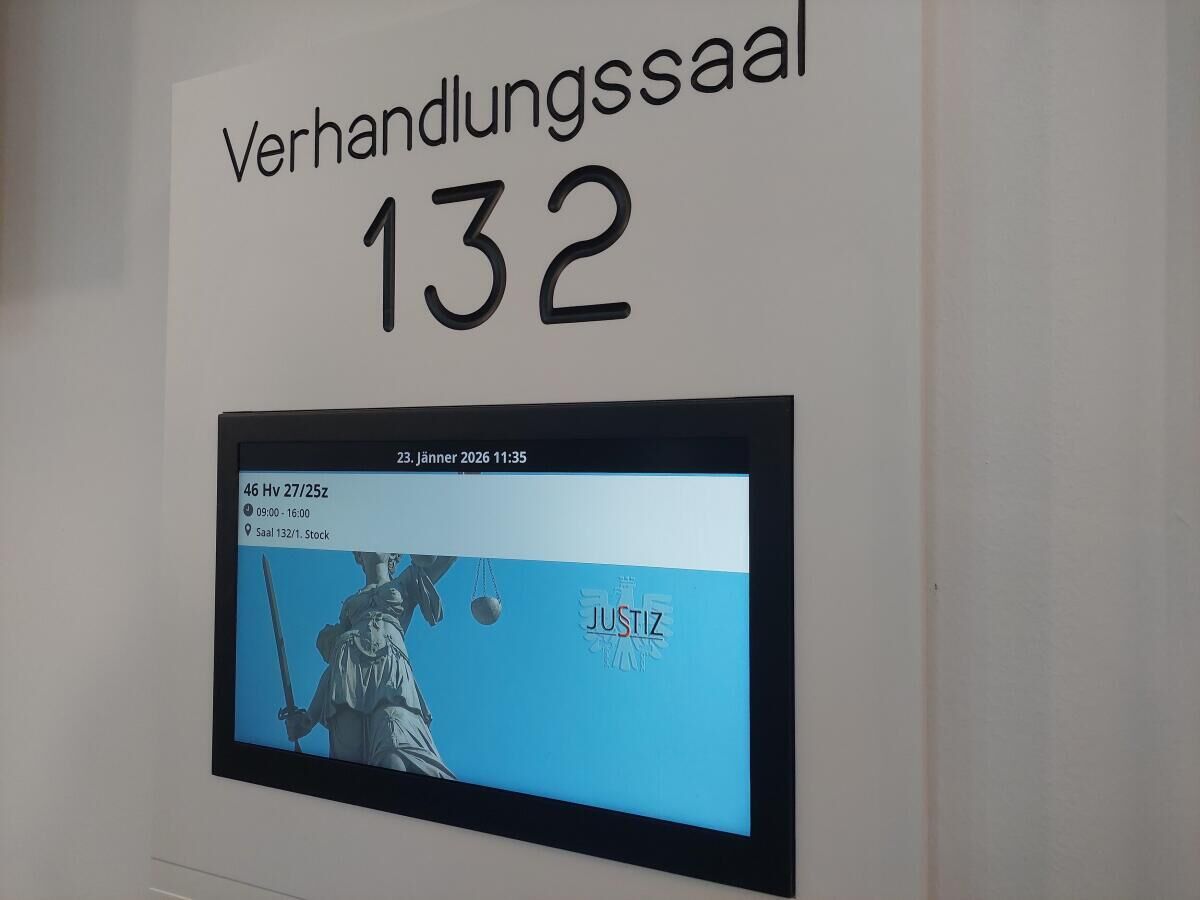 Verhandlungssaal
132
23. Jänner 2026 11:35
46 Hv 27/25z
09:00 - 16:00
Saal 132/1. Stock
JUSTIZ